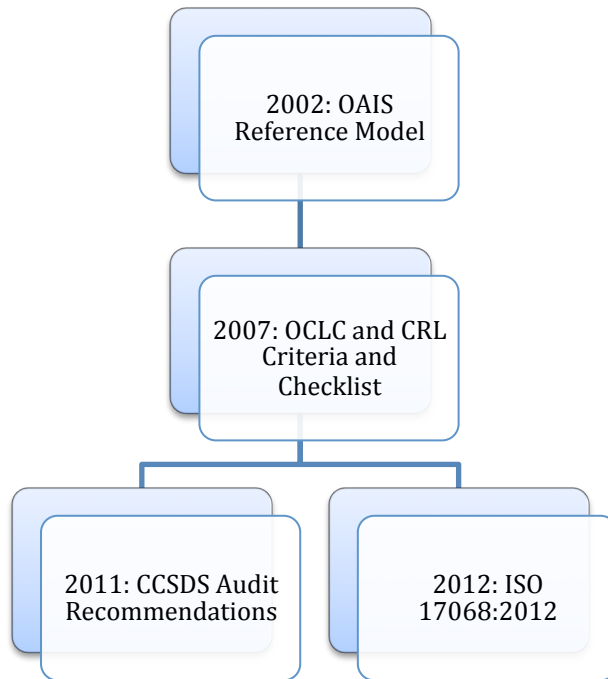 2002: OAIS
Reference Model
2007: OCLC and CRL
Criteria and
Checklist
2011: CCSDS Audit
Recommendations
2012: ISO
17068:2012